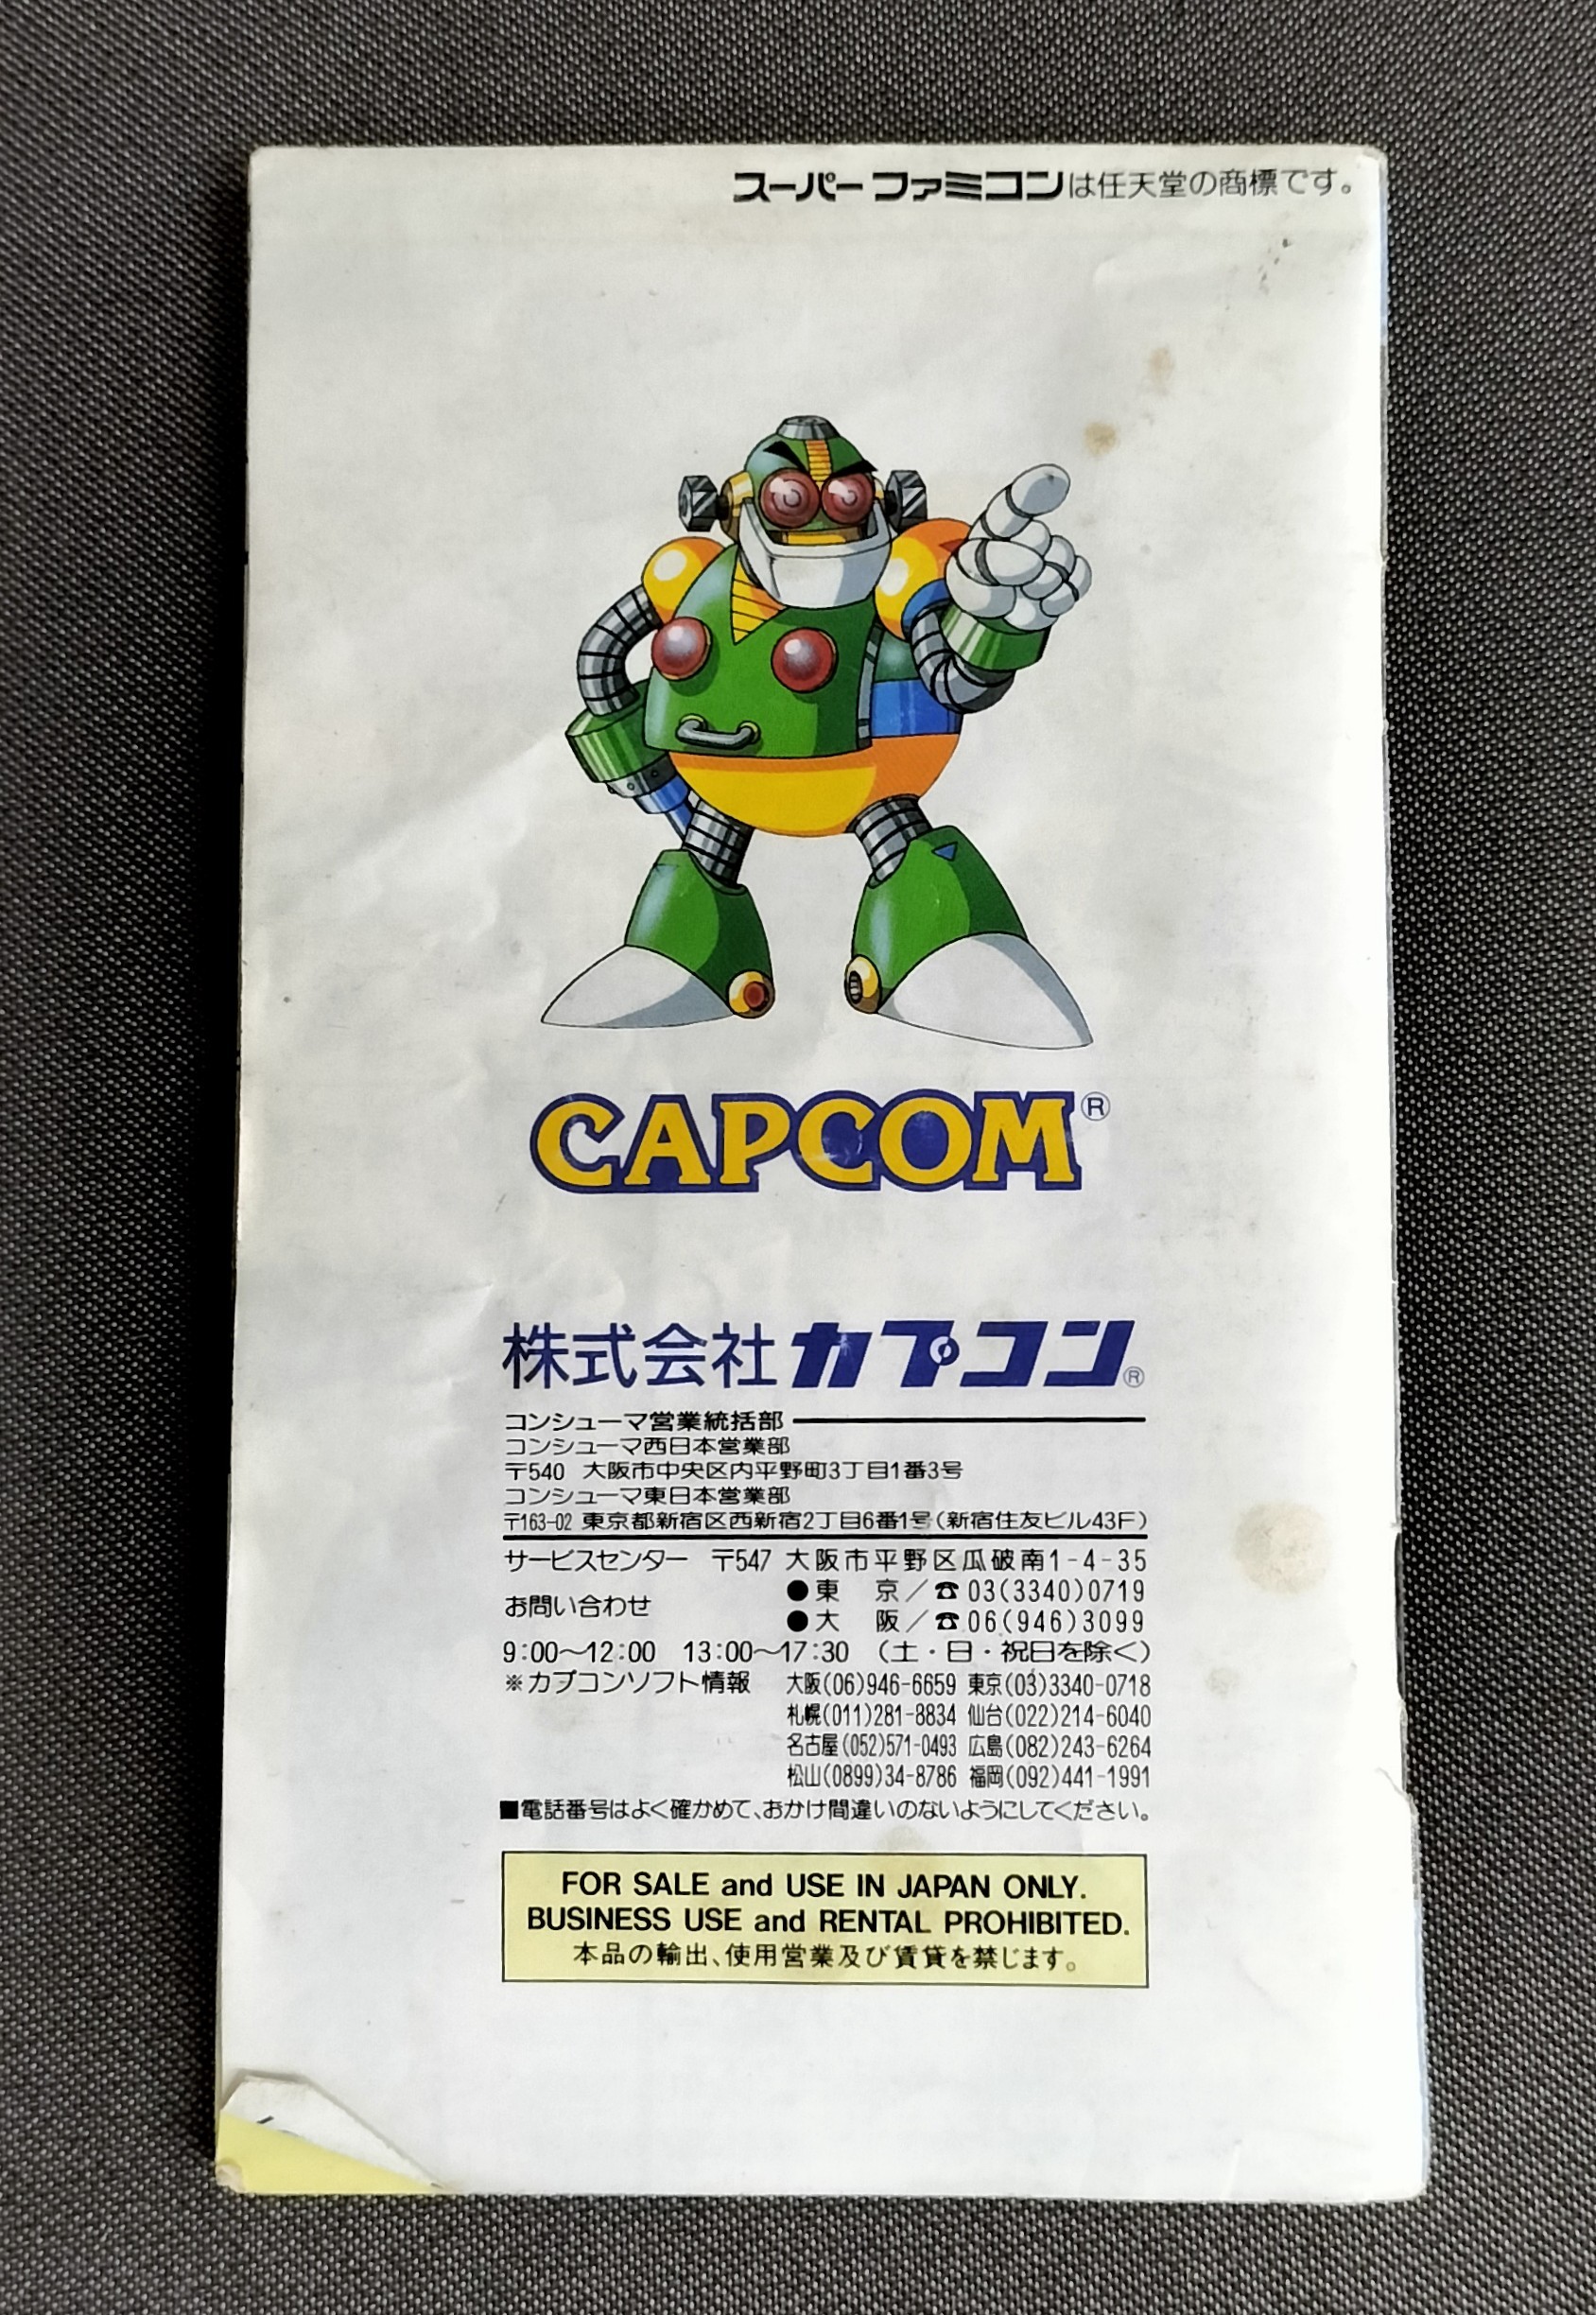 スーパーファミコンは任天堂の商標です。
CAPCOM®
株式会社カプコン®
コンシューマ営業統括部
コンシューマ西日本営業部
〒540 大阪市中央区内平野町3丁目1番3号
コンシューマ東日本営業部
〒163-02 東京都新宿区西新宿2丁目6番1号(新宿住友ビル43F)
サービスセンター 〒547 大阪市平野区瓜破南1-4-35
お問い合わせ ●東 京/☎03(3340)0719
●大 阪/☎06(946)3099
9:00~12:00 13:00~17:30 (土・日・祝日を除く)
※カプコンソフト情報 大阪(06)946-6659 東京(03)3340-0718
札幌(011)281-8834 仙台(022)214-6040
名古屋(052)571-0493 広島(082)243-6264
松山(0899)34-8786 福岡(092)441-1991
■電話番号はよく確かめて、おかけ間違いのないようにしてください。
FOR SALE and USE IN JAPAN ONLY.
BUSINESS USE and RENTAL PROHIBITED.
本品の輸出、使用営業及び賃貸を禁じます。